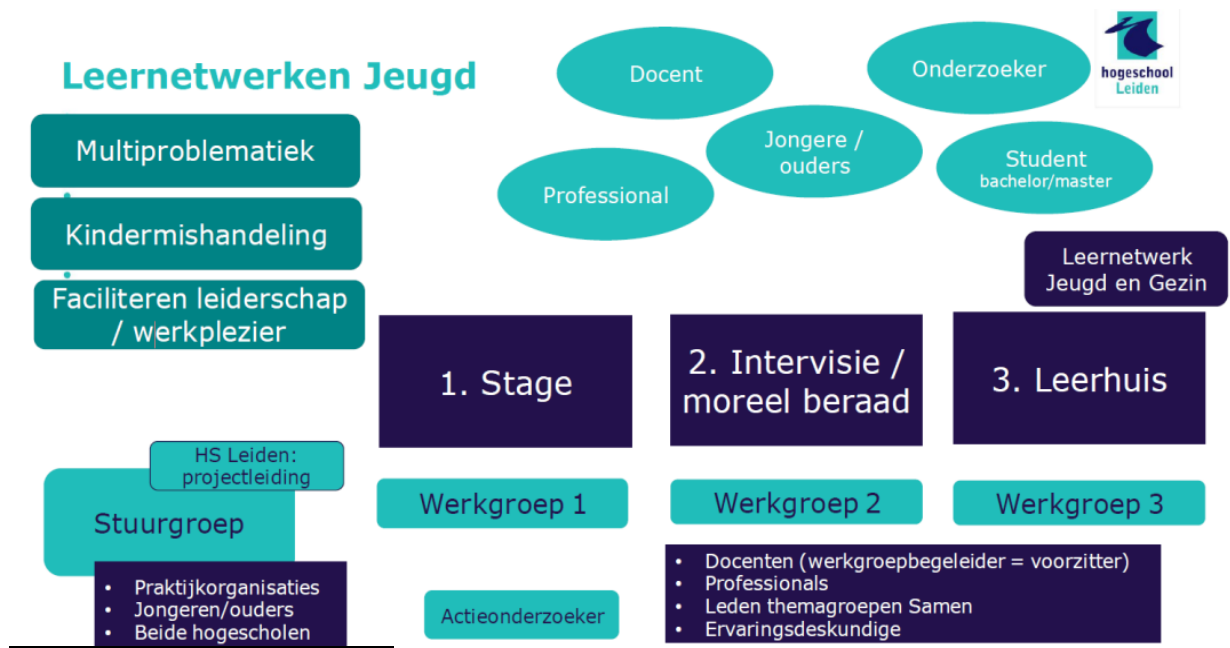 Leernetwerken Jeugd
Docent
Onderzoeker
hogeschool
Leiden
Multiproblematiek
Jongere /
ouders
Student
bachelor/master
Professional
Kindermishandeling
Leernetwerk
Jeugd en Gezin
Faciliteren leiderschap
/ werkplezier
1. Stage
2. Intervisie /
moreel beraad
3. Leerhuis
HS Leiden:
projectleiding
Stuurgroep
Werkgroep 1
Werkgroep 2
Werkgroep 3
• Praktijkorganisaties
• Jongeren/ouders
• Beide hogescholen
Actieonderzoeker
• Docenten (werkgroepbegeleider = voorzitter)
• Professionals
• Leden themagroepen Samen
• Ervaringsdeskundige